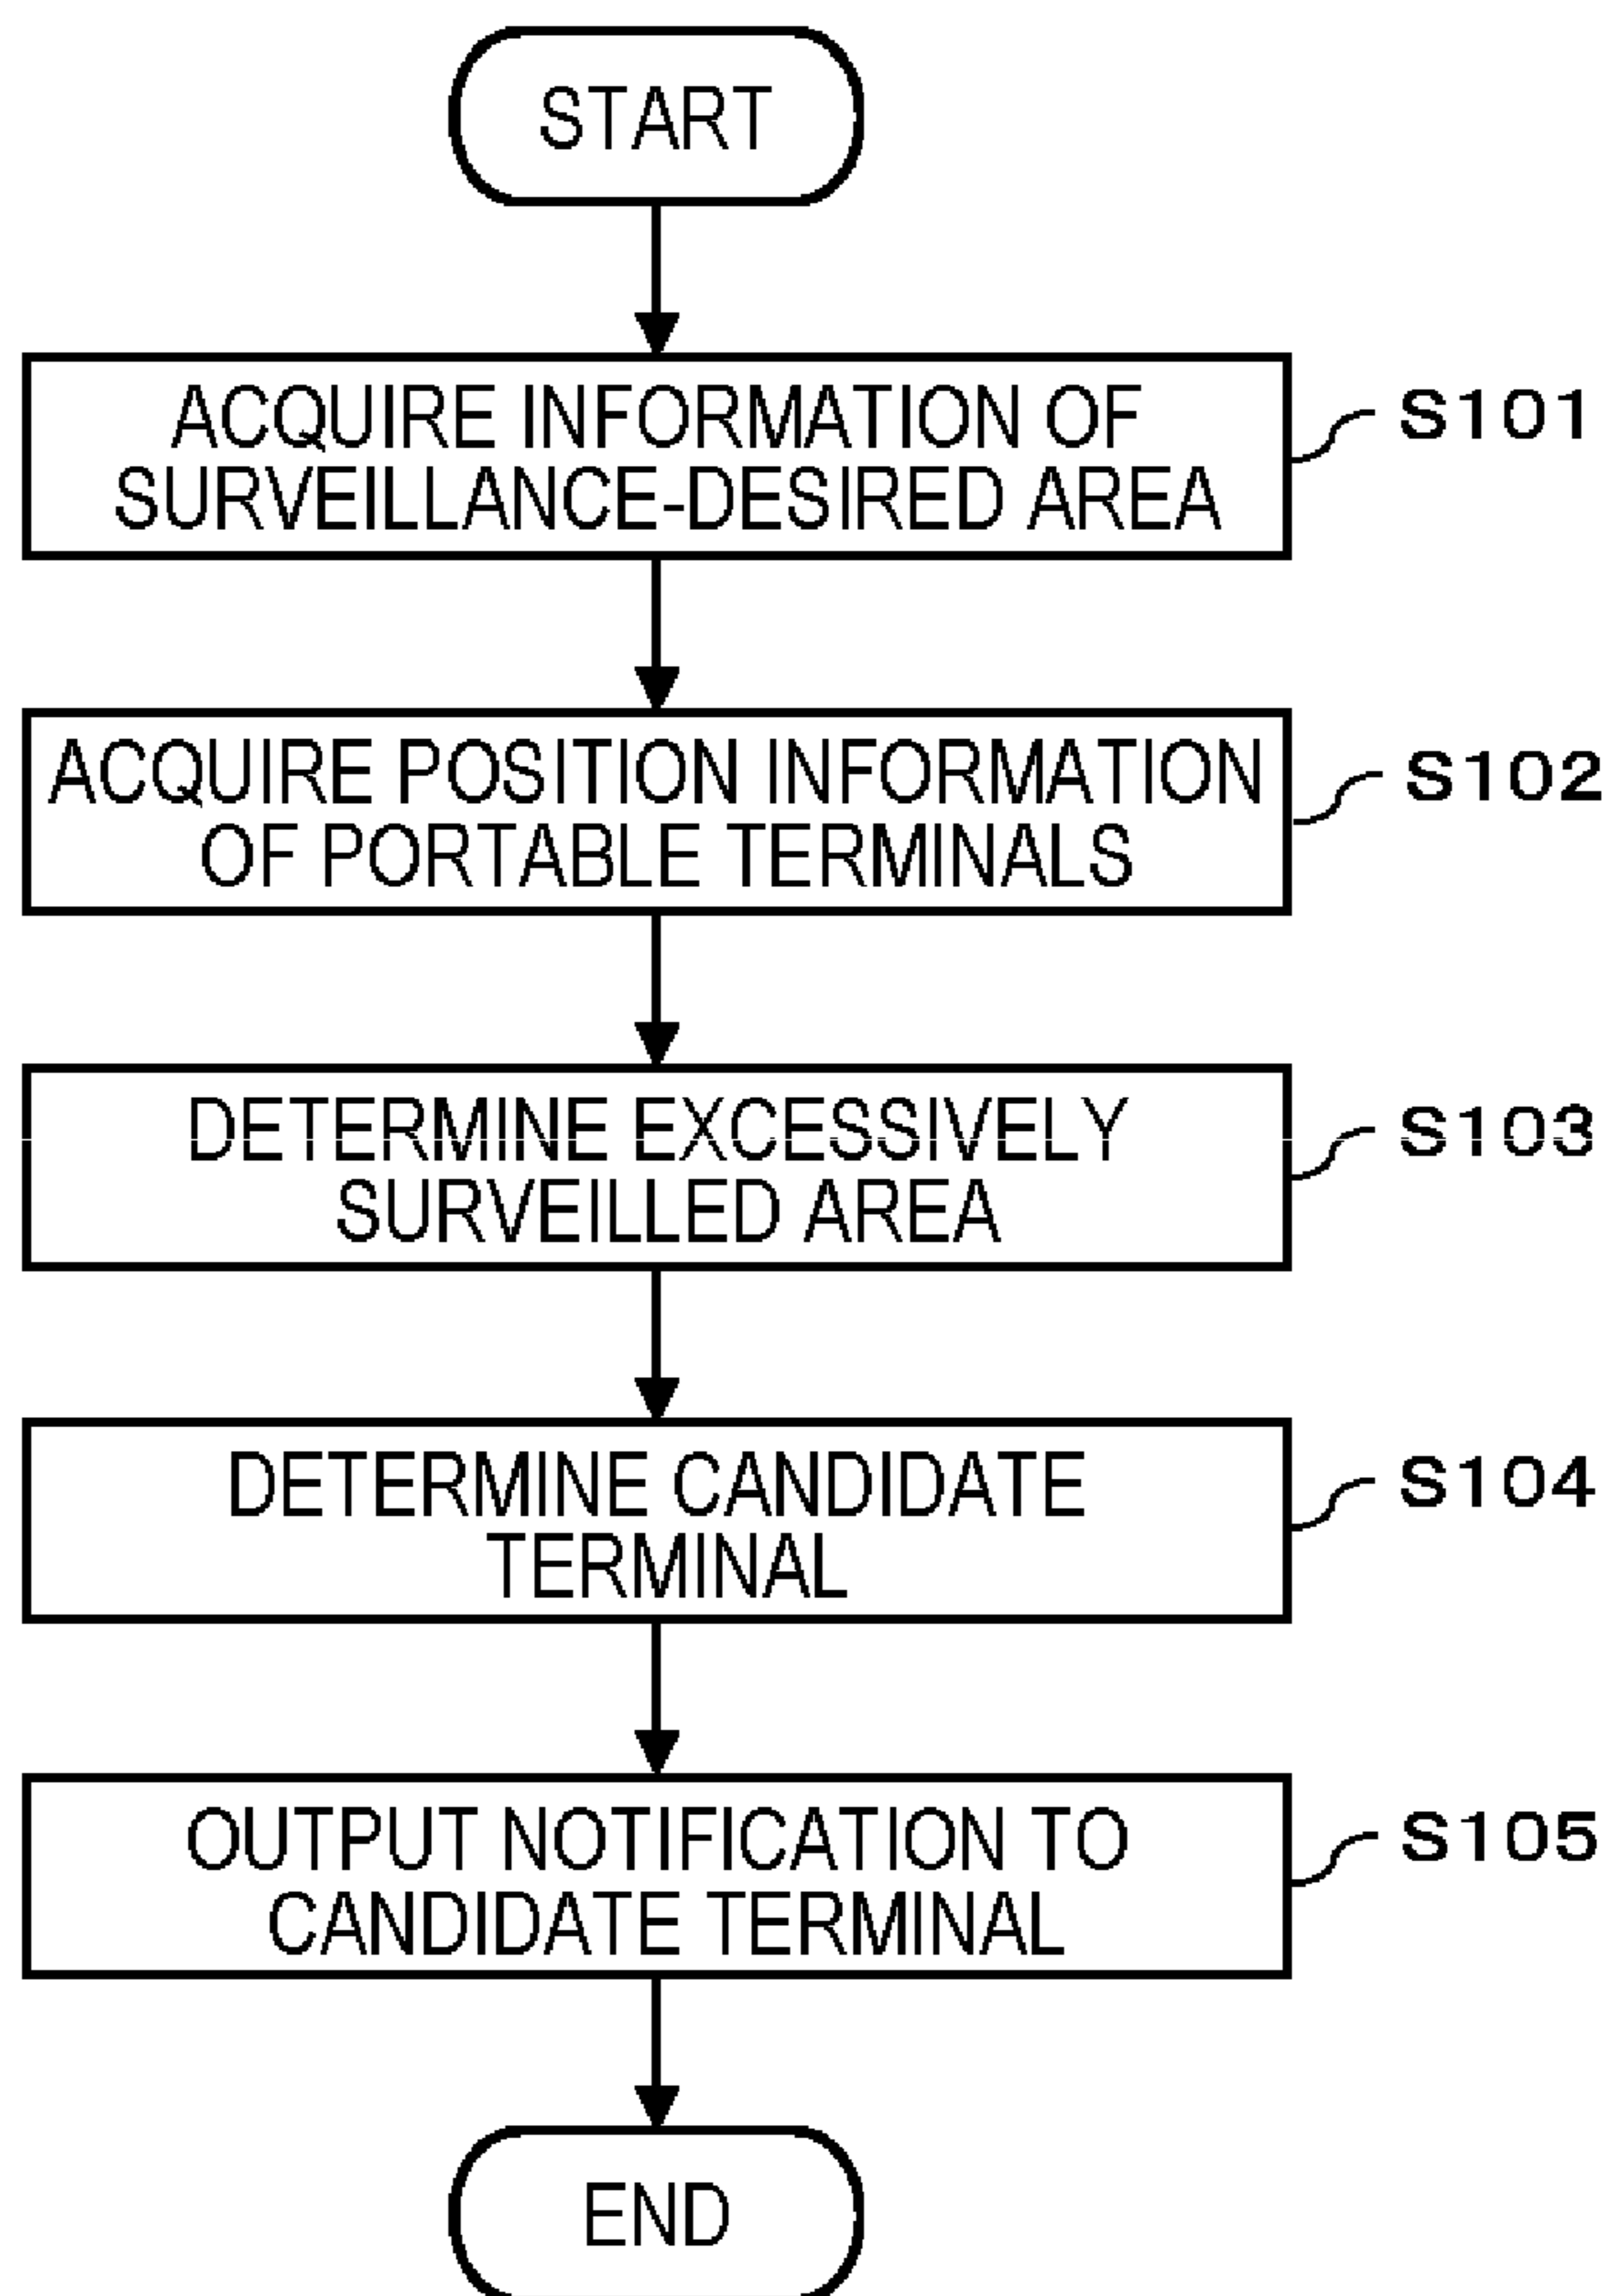 START
ACQUIRE INFORMATION OF
SURVEILLANCE-DESIRED AREA
S101
ACQUIRE POSITION INFORMATION
OF PORTABLE TERMINALS
S102
DETERMINE EXCESSIVELY
SURVEILLED AREA
S103
DETERMINE CANDIDATE
TERMINAL
S104
OUTPUT NOTIFICATION TO
CANDIDATE TERMINAL
S105
END